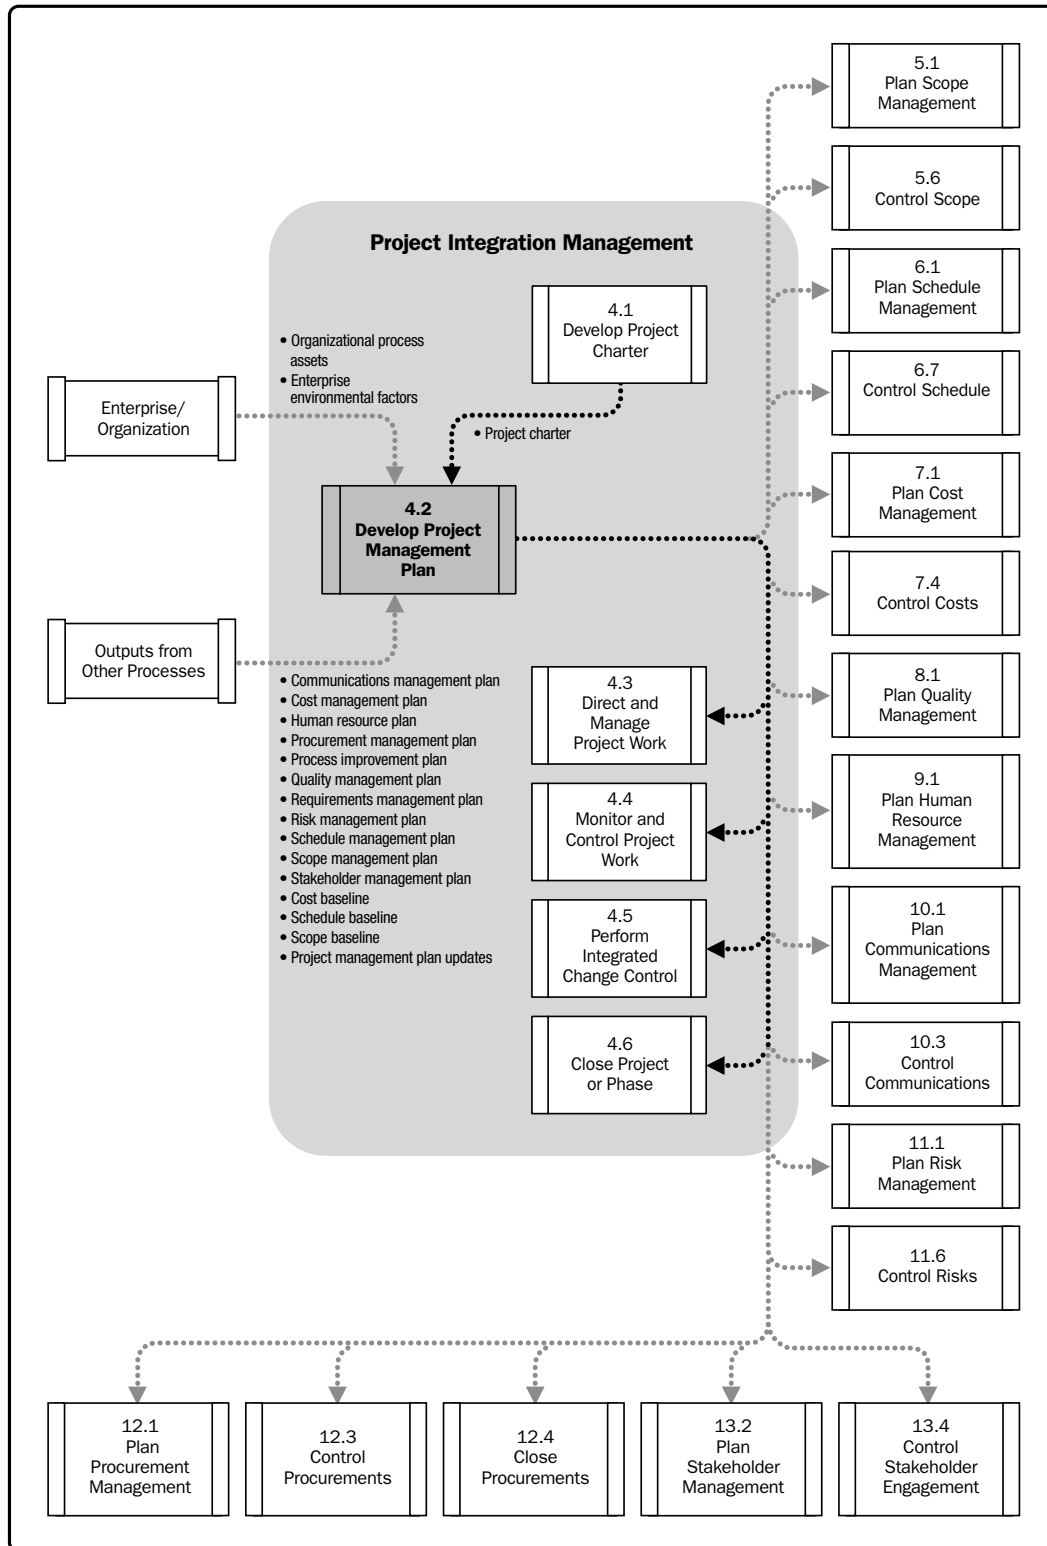 Project Integration Management
4.1
Develop Project
Charter
• Organizational process
assets
• Enterprise
environmental factors
Enterprise/
Organization
• Project charter
4.2
Develop Project
Management
Plan
Outputs from
Other Processes
• Communications management plan
• Cost management plan
• Human resource plan
• Procurement management plan
• Process improvement plan
• Quality management plan
• Requirements management plan
• Risk management plan
• Schedule management plan
• Scope management plan
• Stakeholder management plan
• Cost baseline
• Schedule baseline
• Scope baseline
• Project management plan updates
4.3
Direct and
Manage
Project Work
4.4
Monitor and
Control Project
Work
4.5
Perform
Integrated
Change Control
4.6
Close Project
or Phase
5.1
Plan Scope
Management
5.6
Control Scope
6.1
Plan Schedule
Management
6.7
Control Schedule
7.1
Plan Cost
Management
7.4
Control Costs
8.1
Plan Quality
Management
9.1
Plan Human
Resource
Management
10.1
Plan
Communications
Management
10.3
Control
Communications
11.1
Plan Risk
Management
11.6
Control Risks
12.1
Plan
Procurement
Management
12.3
Control
Procurements
12.4
Close
Procurements
13.2
Plan
Stakeholder
Management
13.4
Control
Stakeholder
Engagement